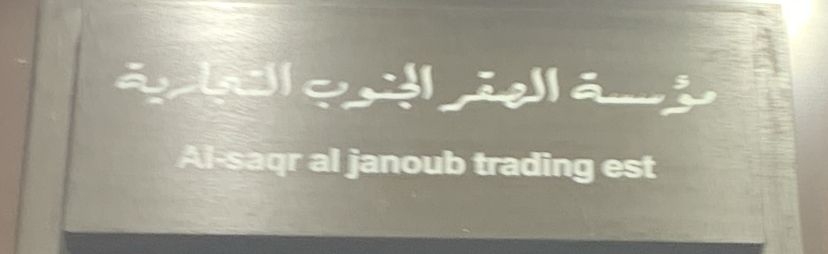 مؤسسة الصقر الجنوب التجارية
Al-saqr al janoub trading est